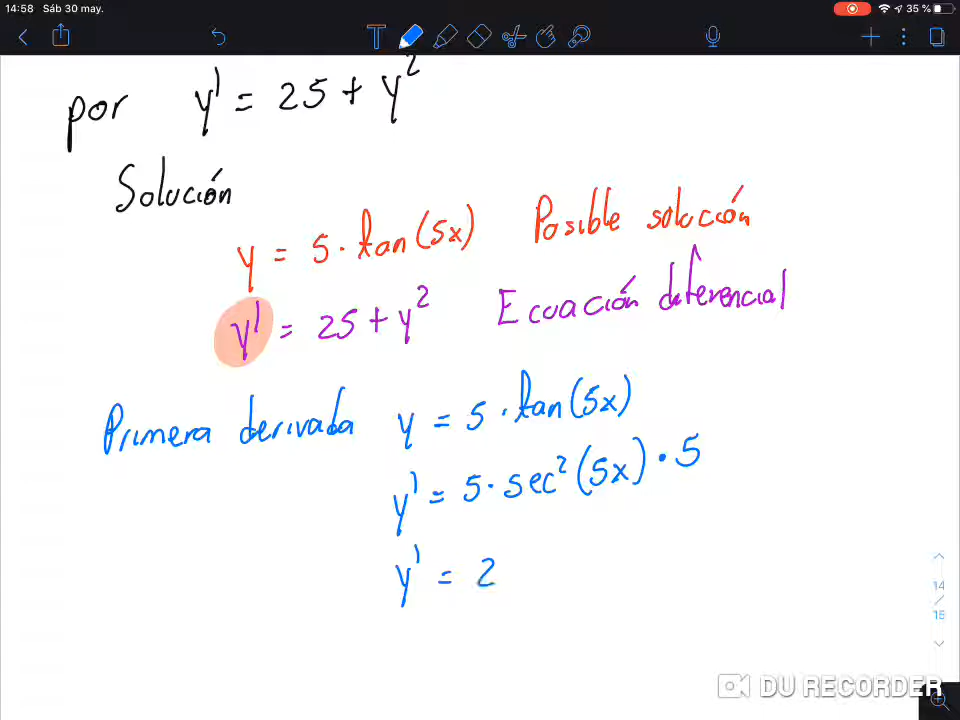 14:58 Sáb 30 may. 35 %
por y' = 25 + y²
Solución
y = 5 · tan(5x) Posible solución
y' = 25 + y² Ecuación diferencial
Primera derivada y = 5 · tan(5x)
y' = 5 · sec²(5x) · 5
y' = 2
14
/
15
DU RECORDER